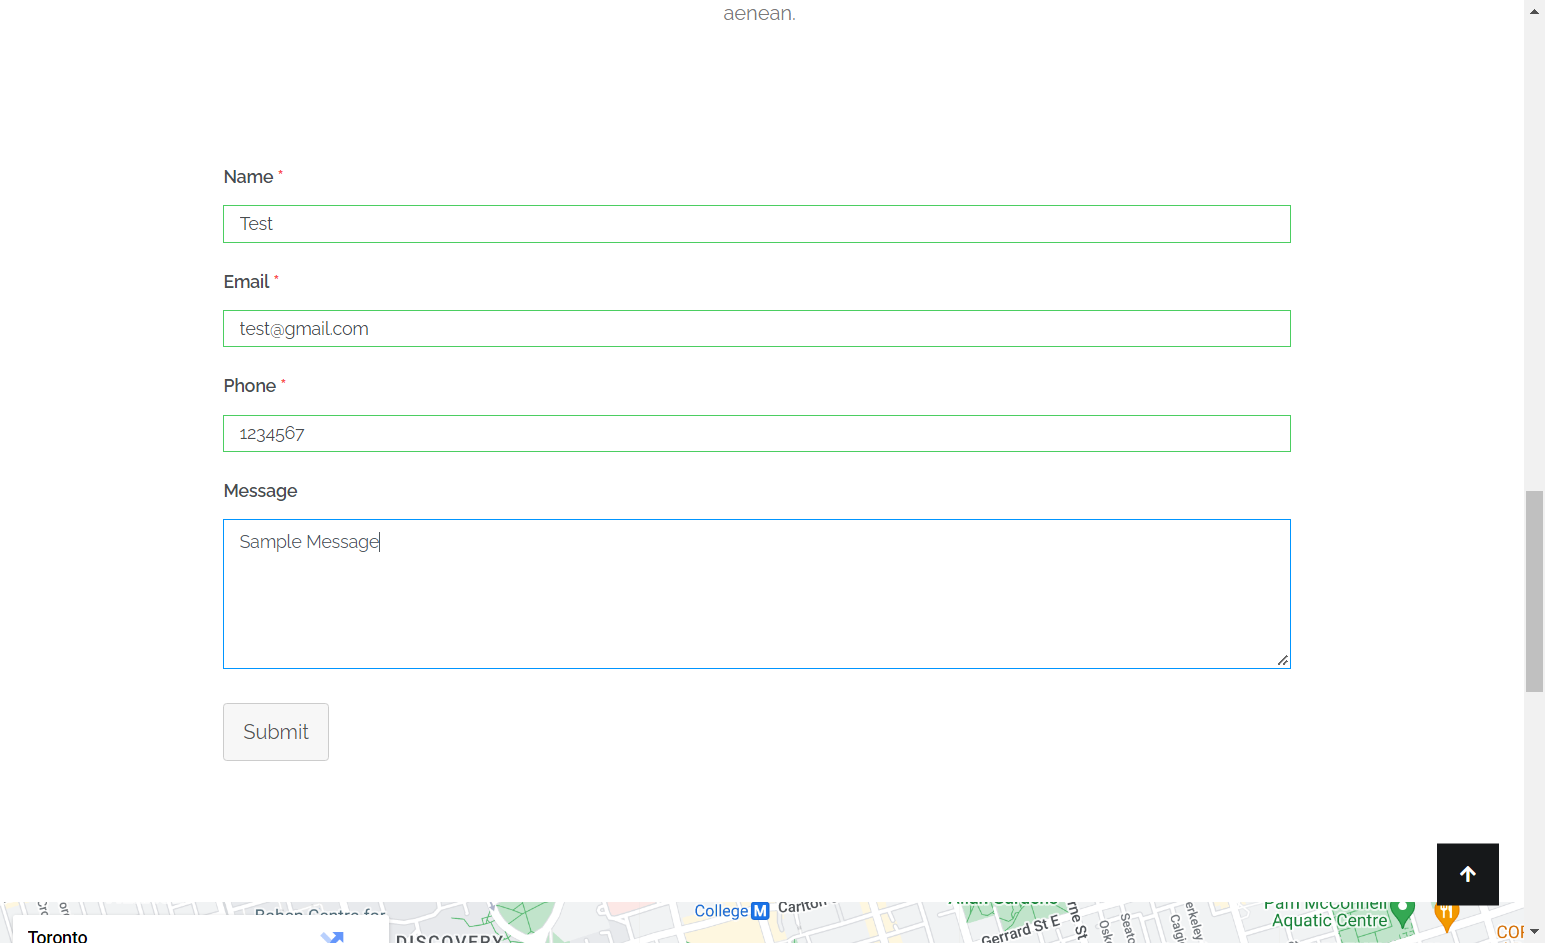 aenean.
Name *
Test
Email *
test@gmail.com
Phone *
1234567
Message
Sample Message
Submit
College M
Carlton
Gerrard St E
Aquatic Centre
Toronto
DISCOVERY